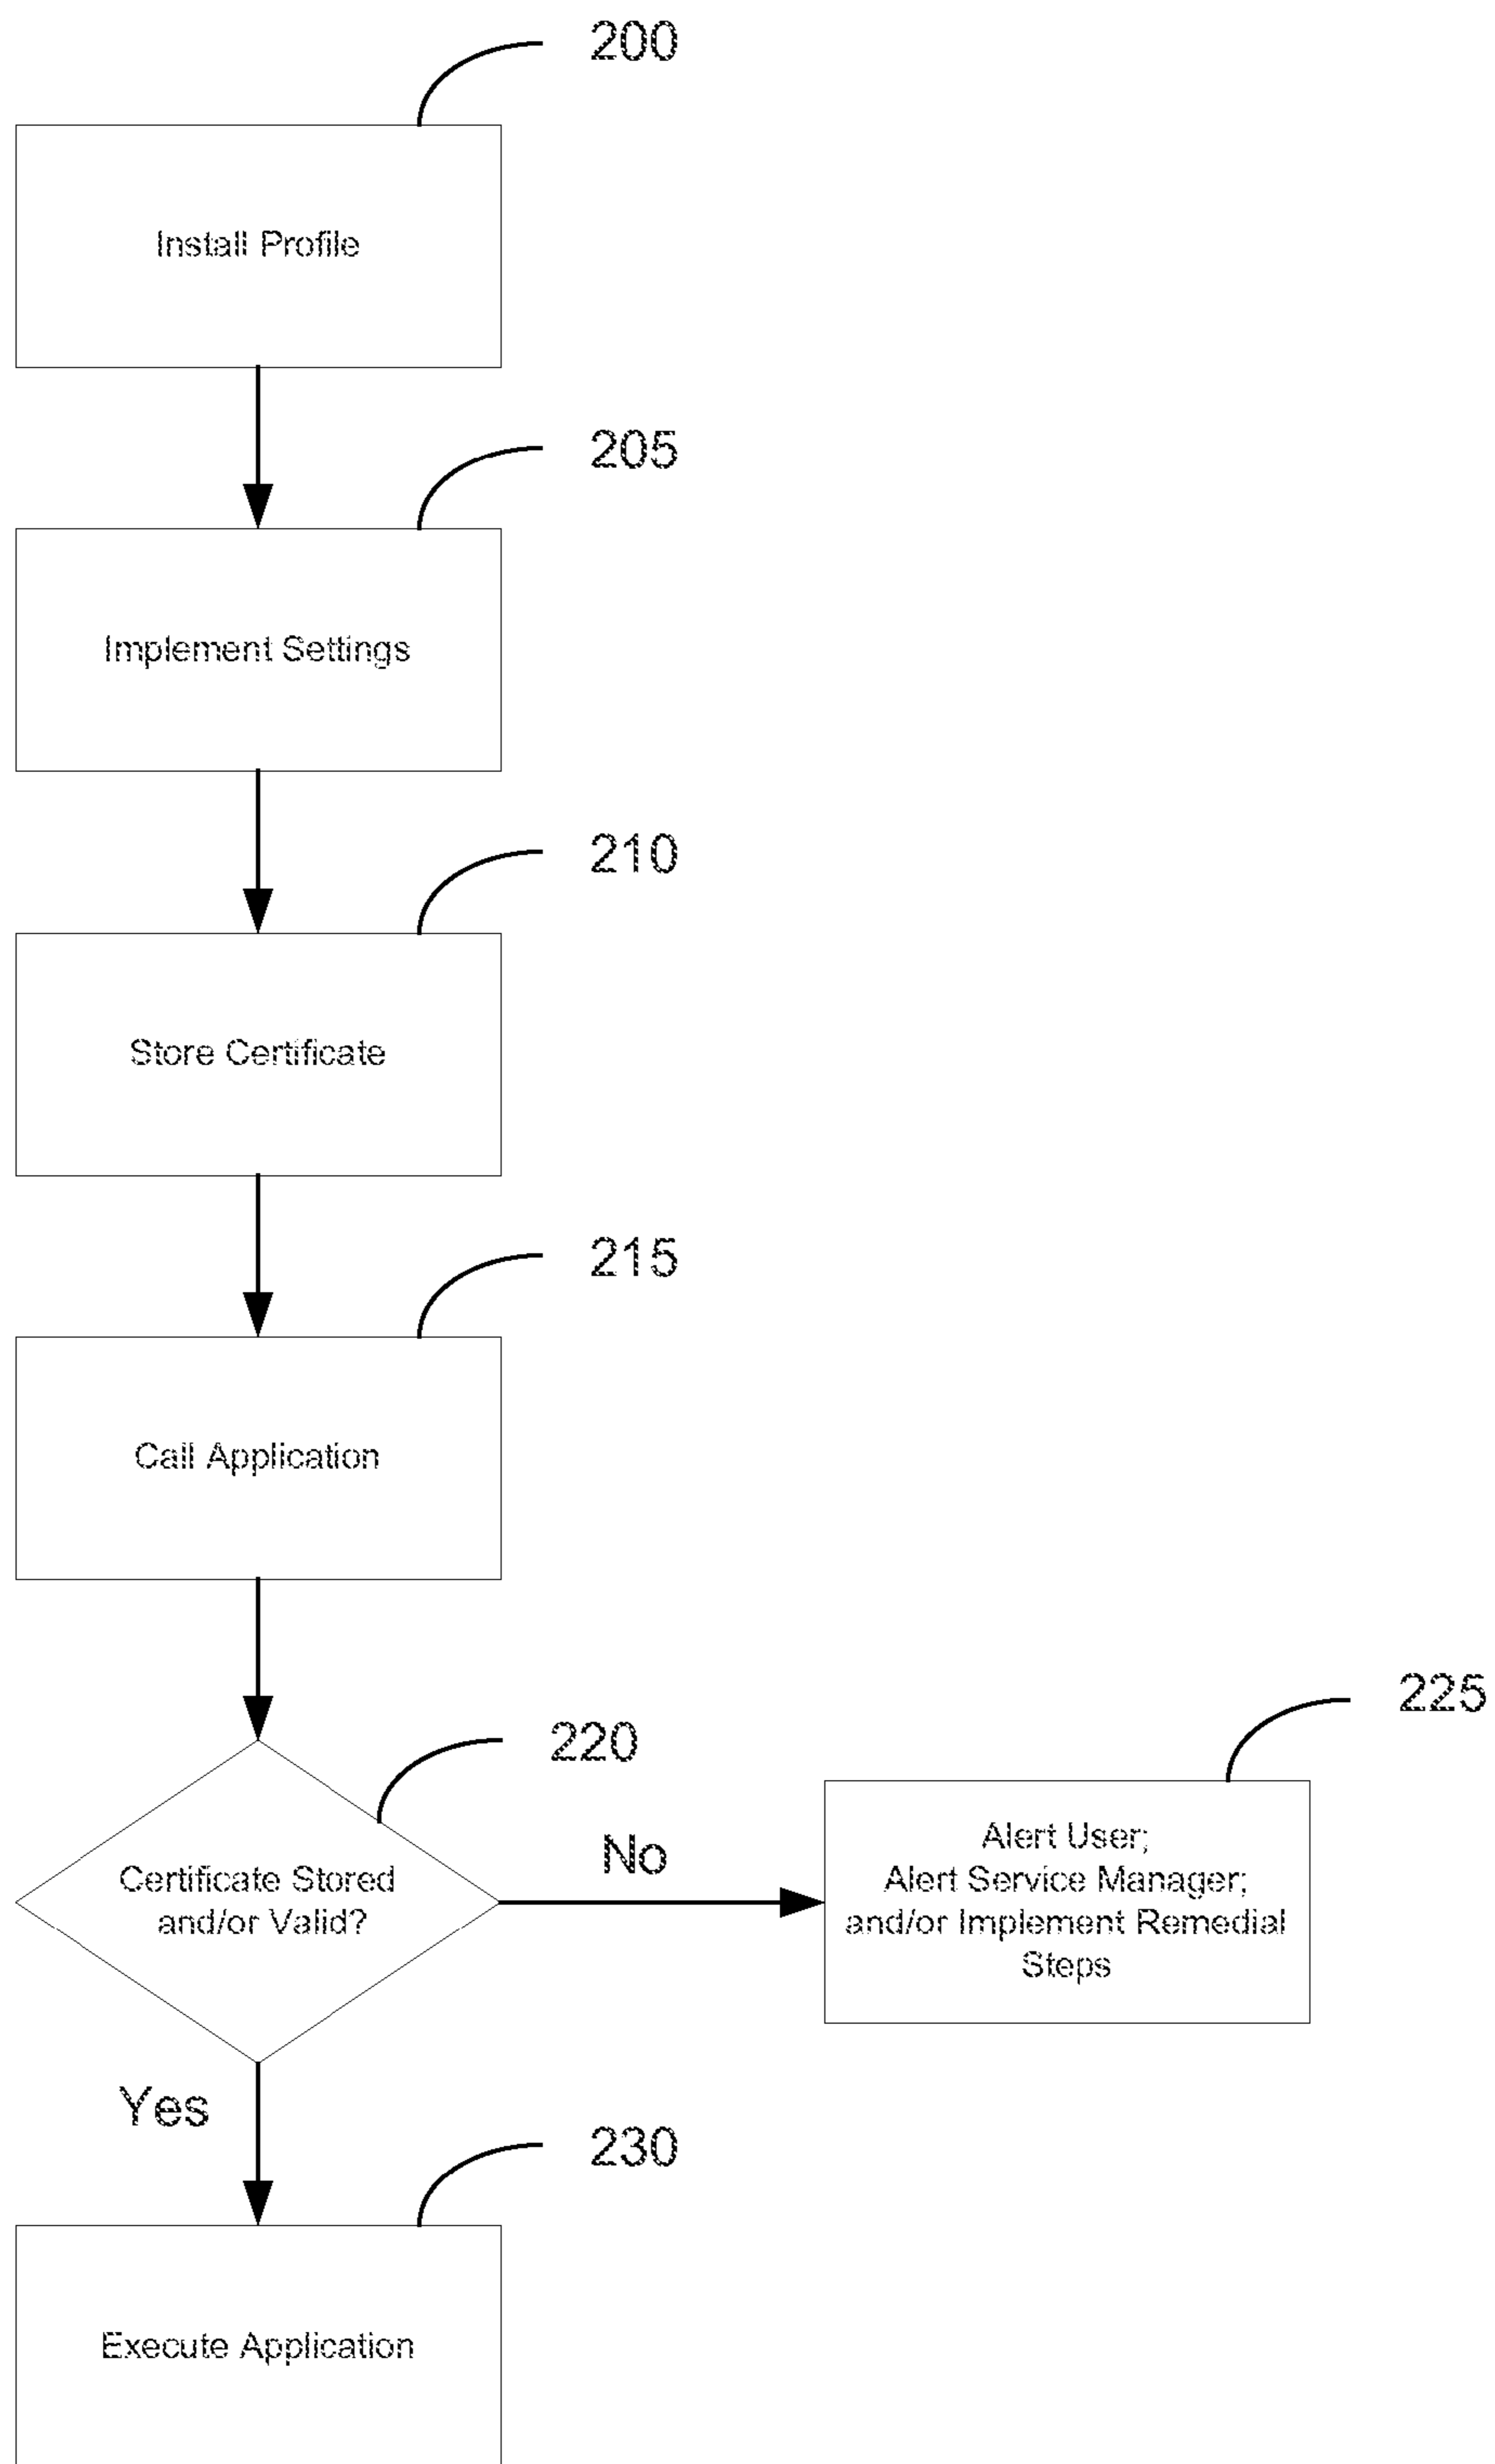 200
Install Profile
205
Implement Settings
210
Store Certificate
215
Call Application
220
Certificate Stored
and/or Valid?
No
225
Alert User;
Alert Service Manager;
and/or Implement Remedial
Steps
Yes
230
Execute Application